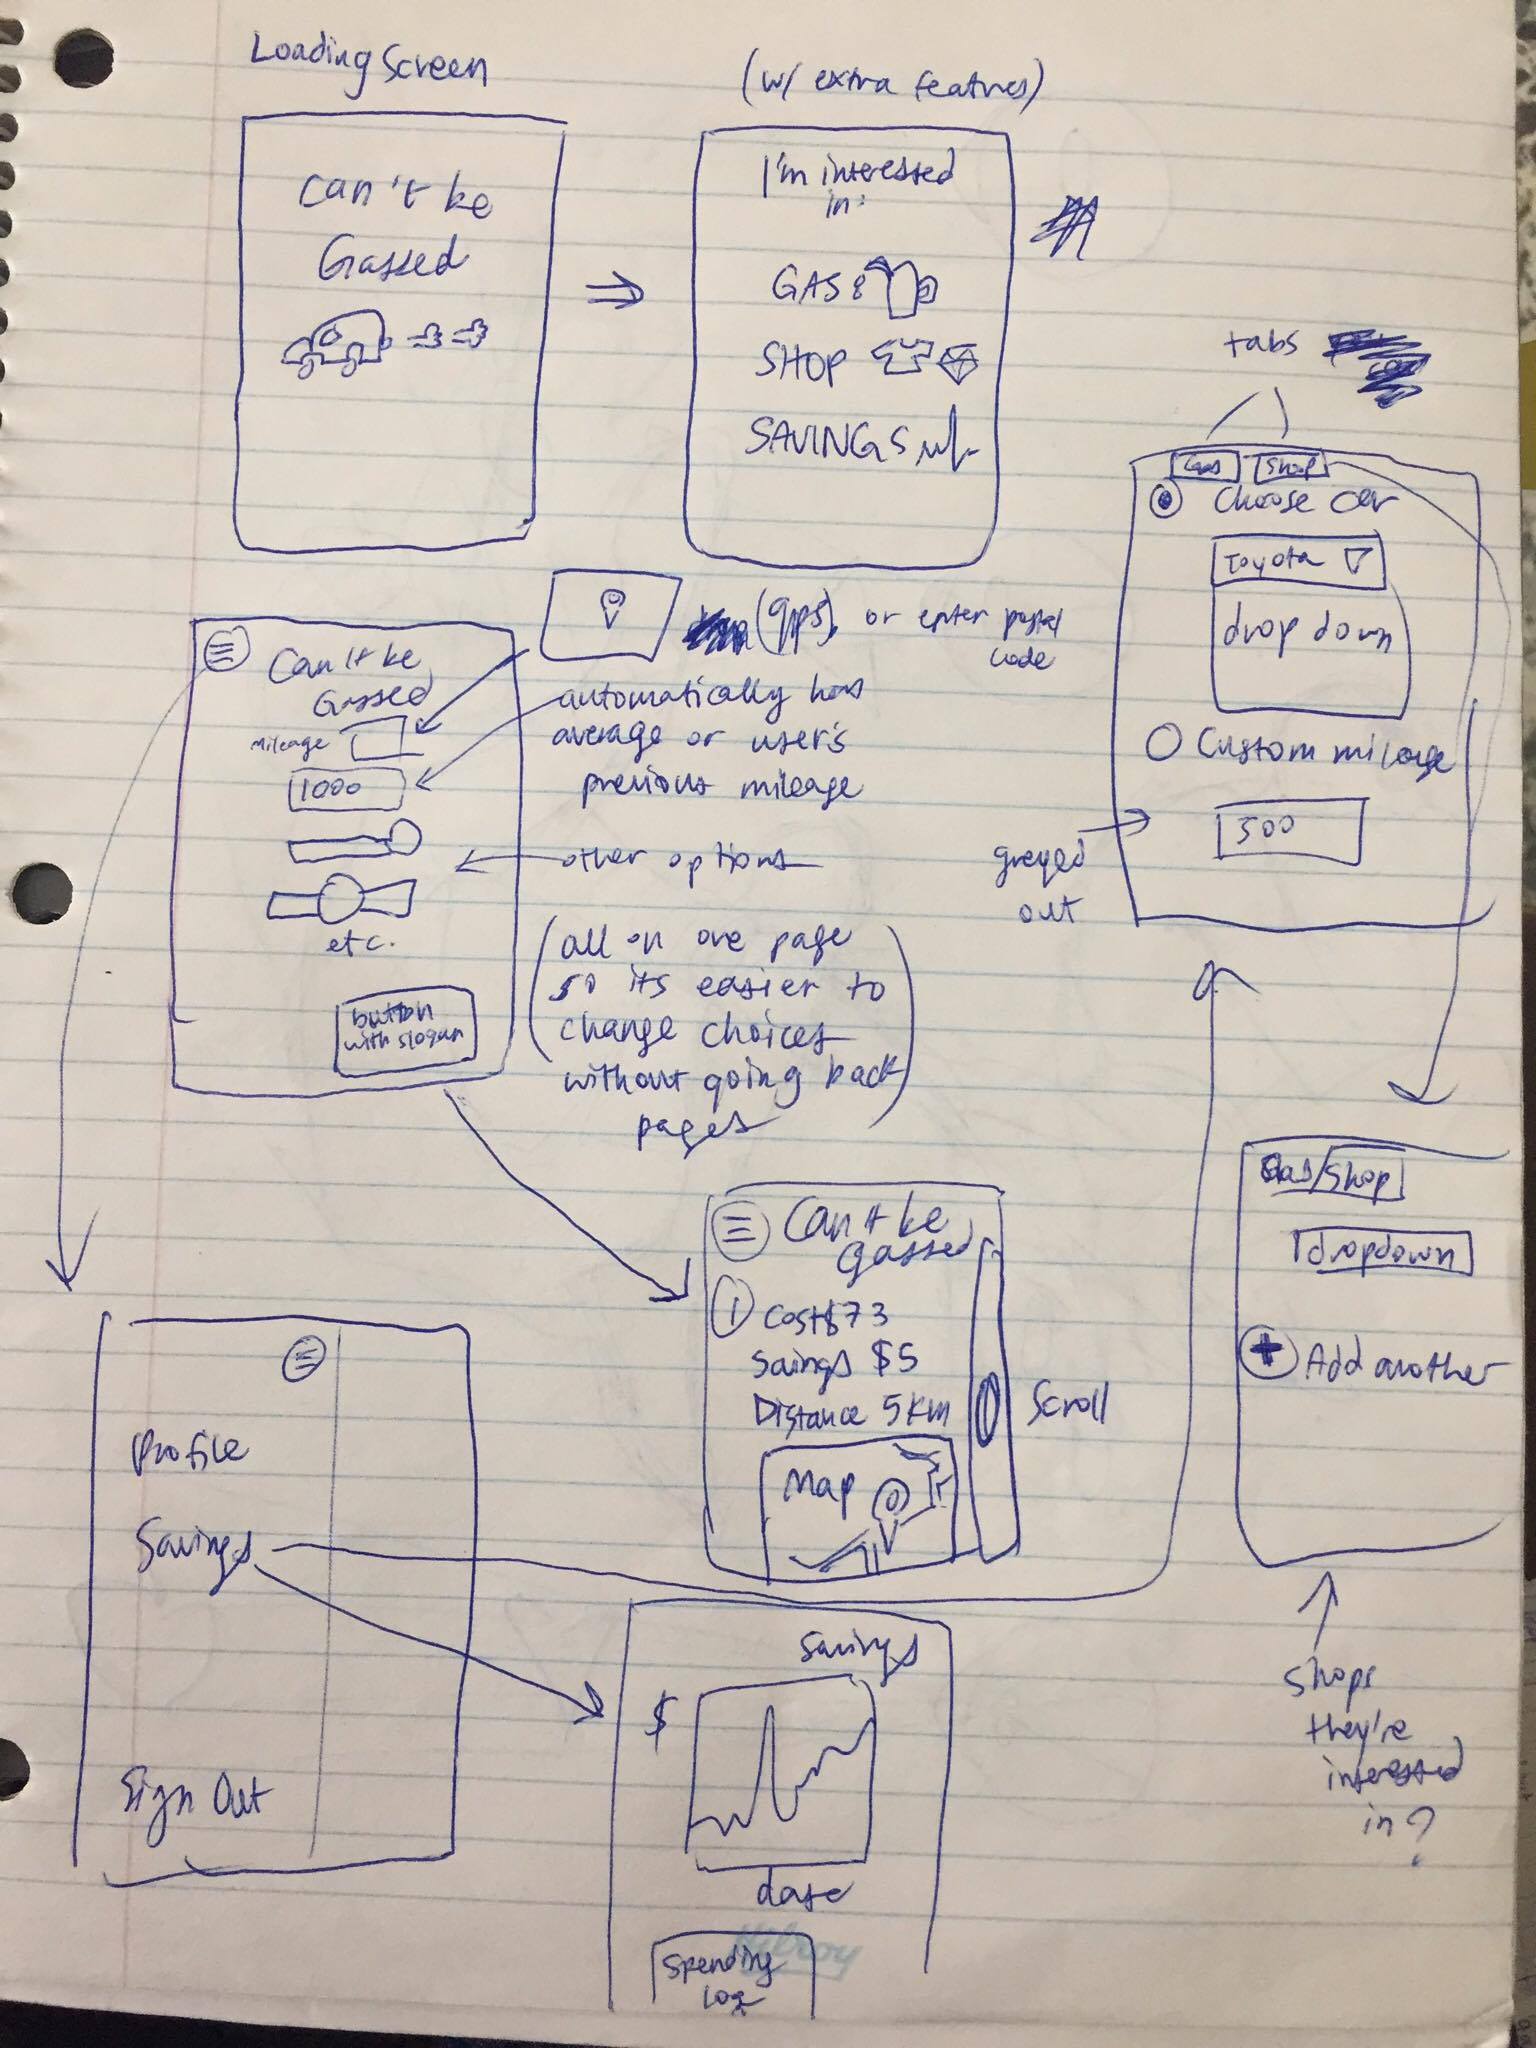 Loading Screen
(w/ extra features)
Can't be
Gassed
I'm interested
in:
GAS
SHOP
SAVINGS
tabs
Gas
Shop
Choose car
Toyota
drop down
Custom mileage
500
greyed
out
(gps), or enter postal
code
Can't be
Gassed
mileage
1000
etc.
button
with slogan
automatically has
average or user's
previous mileage
other options
(all on one page
so its easier to
change choices
without going back
pages)
Gas/Shop
dropdown
Add another
shops
they're
interested
in?
Can't be
gassed
1 Cost $73
Savings $5
Distance 5km
Map
Scroll
Profile
Savings
Sign Out
Savings
$
date
Spending
Log
Hilroy